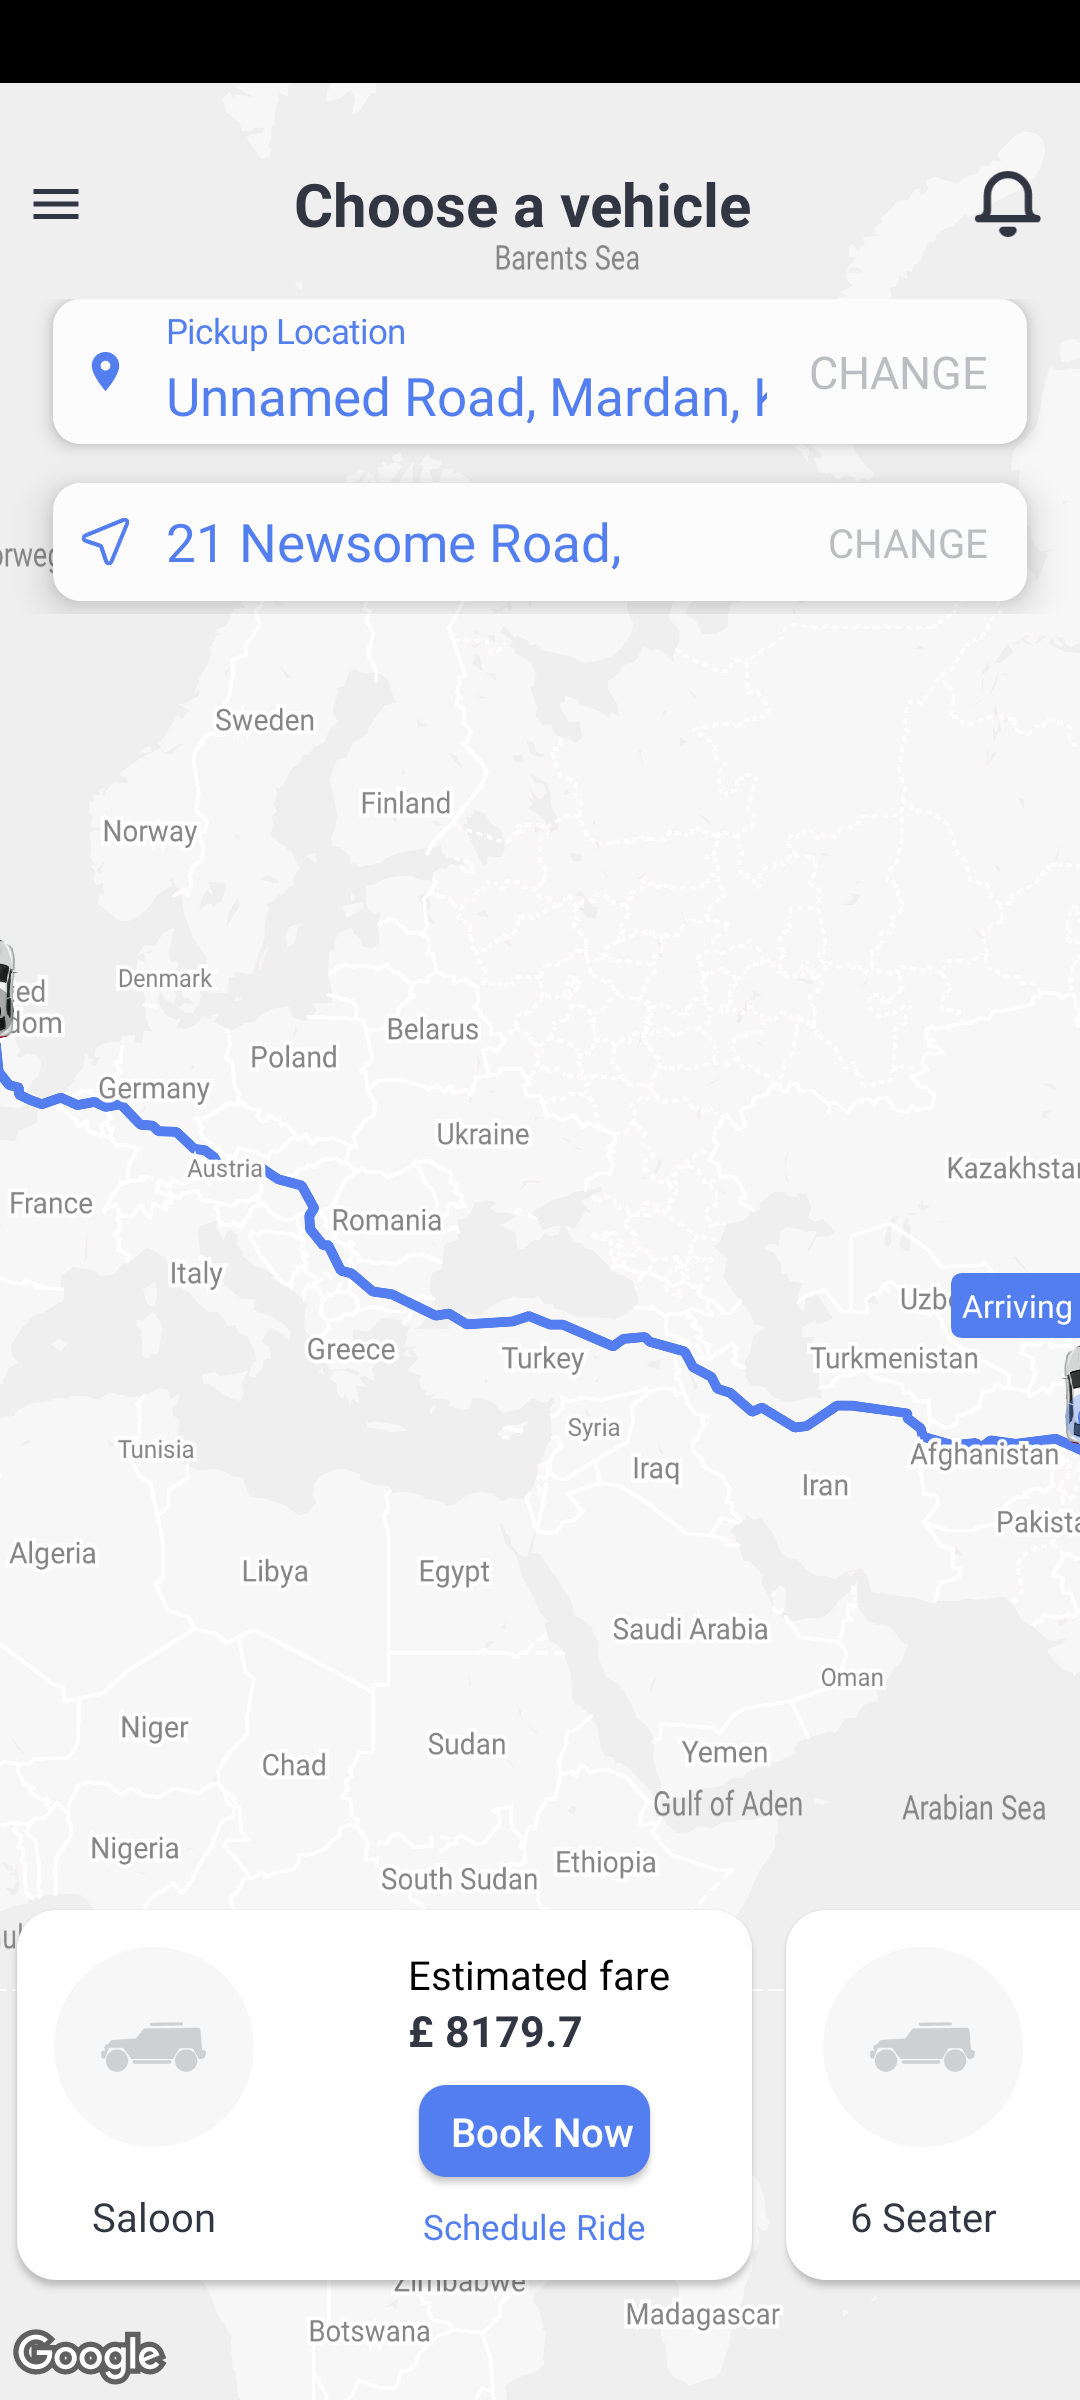 Choose a vehicle
Barents Sea
Pickup Location
Unnamed Road, Mardan,
CHANGE
21 Newsome Road,
CHANGE
Sweden
Finland
Norway
Denmark
Belarus
Poland
Germany
Ukraine
Austria
Kazakhstan
France
Romania
Italy
Arriving
Greece
Turkey
Turkmenistan
Syria
Tunisia
Iraq
Afghanistan
Iran
Algeria
Libya
Egypt
Saudi Arabia
Oman
Niger
Sudan
Chad
Yemen
Gulf of Aden
Arabian Sea
Nigeria
Ethiopia
South Sudan
Estimated fare
£ 8179.7
Book Now
Saloon
Schedule Ride
6 Seater
Zimbabwe
Madagascar
Botswana
Google